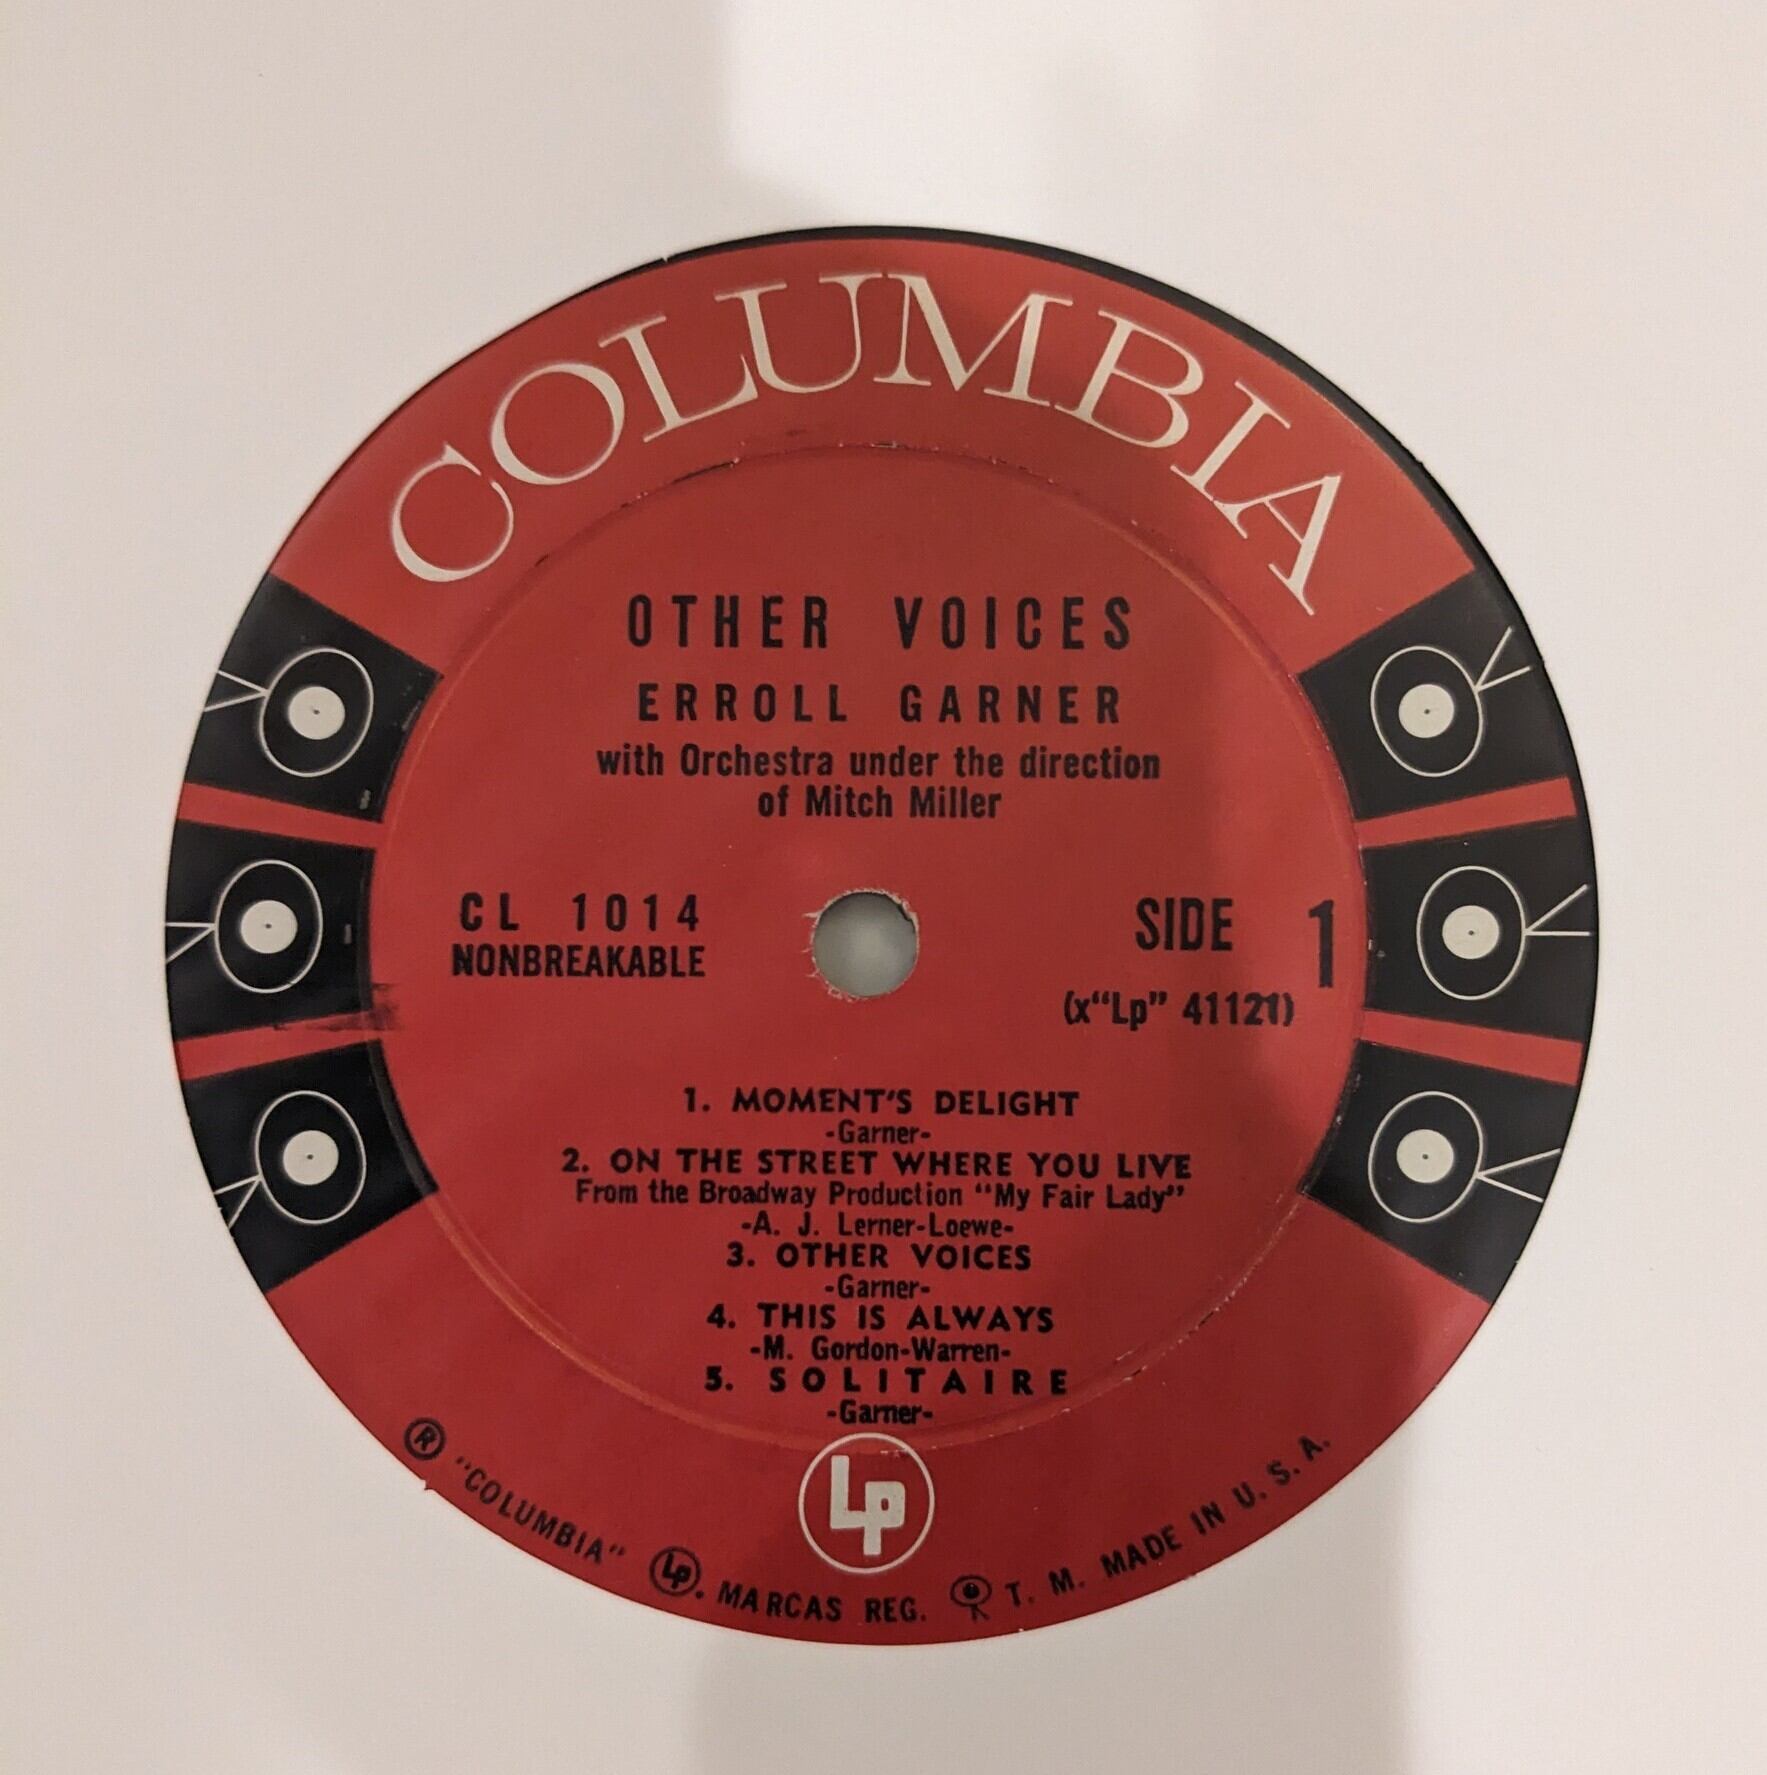 COLUMBIA
OTHER VOICES
ERROLL GARNER
with Orchestra under the direction
of Mitch Miller
CL 1014
NONBREAKABLE
SIDE 1
(x“Lp” 41121)
1. MOMENT'S DELIGHT
-Garner-
2. ON THE STREET WHERE YOU LIVE
From the Broadway Production “My Fair Lady”
-A. J. Lerner-Loewe-
3. OTHER VOICES
-Garner-
4. THIS IS ALWAYS
-M. Gordon-Warren-
5. SOLITAIRE
-Garner-
LP
® "COLUMBIA" LP. MARCAS REG. T. M. MADE IN U. S. A.